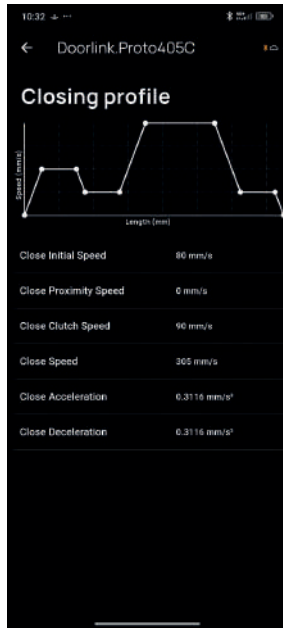 10:32
Doorlink.Proto405C
Closing profile
Speed (mm/s)
Length (mm)
Close Initial Speed 80 mm/s
Close Proximity Speed 0 mm/s
Close Clutch Speed 90 mm/s
Close Speed 305 mm/s
Close Acceleration 0.3116 mm/s²
Close Deceleration 0.3116 mm/s²